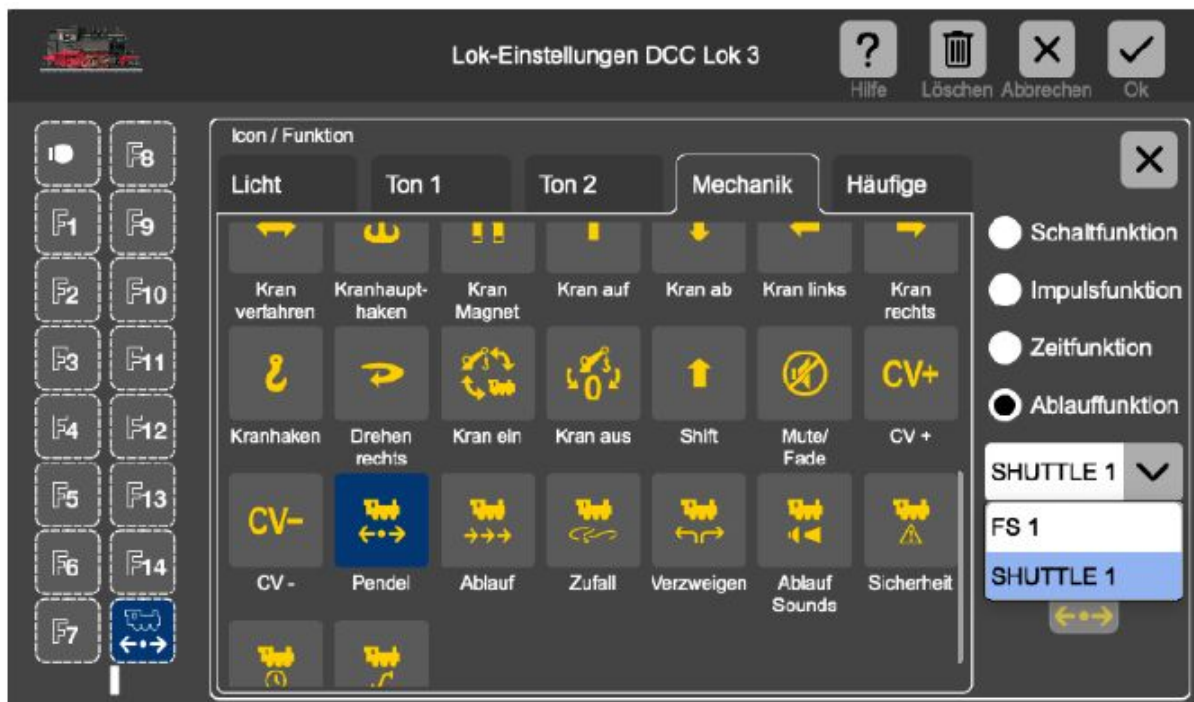 Lok-Einstellungen DCC Lok 3
?
Hilfe
Löschen
Abbrechen
Ok
Icon / Funktion
Licht
Ton 1
Ton 2
Mechanik
Häufige
F8
F1
F9
F2
F10
F3
F11
F4
F12
F5
F13
F6
F14
F7
Kran
verfahren
Kranhaupt-
haken
Kran
Magnet
Kran auf
Kran ab
Kran links
Kran
rechts
0
CV+
Kranhaken
Drehen
rechts
Kran ein
Kran aus
Shift
Mute/
Fade
CV +
CV-
CV -
Pendel
Ablauf
Zufall
Verzweigen
Ablauf
Sounds
Sicherheit
Schaltfunktion
Impulsfunktion
Zeitfunktion
Ablauffunktion
SHUTTLE 1
FS 1
SHUTTLE 1